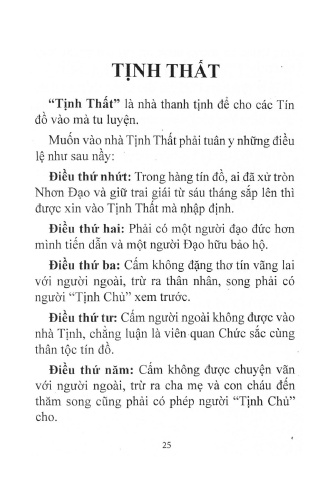 TỊNH THẤT
“Tịnh Thất” là nhà thanh tịnh để cho các Tín
đồ vào mà tu luyện.
Muốn vào nhà Tịnh Thất phải tuân y những điều
lệ như sau nầy:
Điều thứ nhứt: Trong hàng tín đồ, ai đã xử tròn
Nhơn Đạo và giữ trai giái từ sáu tháng sắp lên thì
được xin vào Tịnh Thất mà nhập định.
Điều thứ hai: Phải có một người đạo đức hơn
mình tiến dẫn và một người Đạo hữu bảo hộ.
Điều thứ ba: Cấm không đặng thơ tín vãng lai
với người ngoài, trừ ra thân nhân, song phải có
người “Tịnh Chủ” xem trước.
Điều thứ tư: Cấm người ngoài không được vào
nhà Tịnh, chẳng luận là viên quan Chức sắc cùng
thân tộc tín đồ.
Điều thứ năm: Cấm không được chuyện vãn
với người ngoài, trừ ra cha mẹ và con cháu đến
thăm song cũng phải có phép người “Tịnh Chủ”
cho.
25